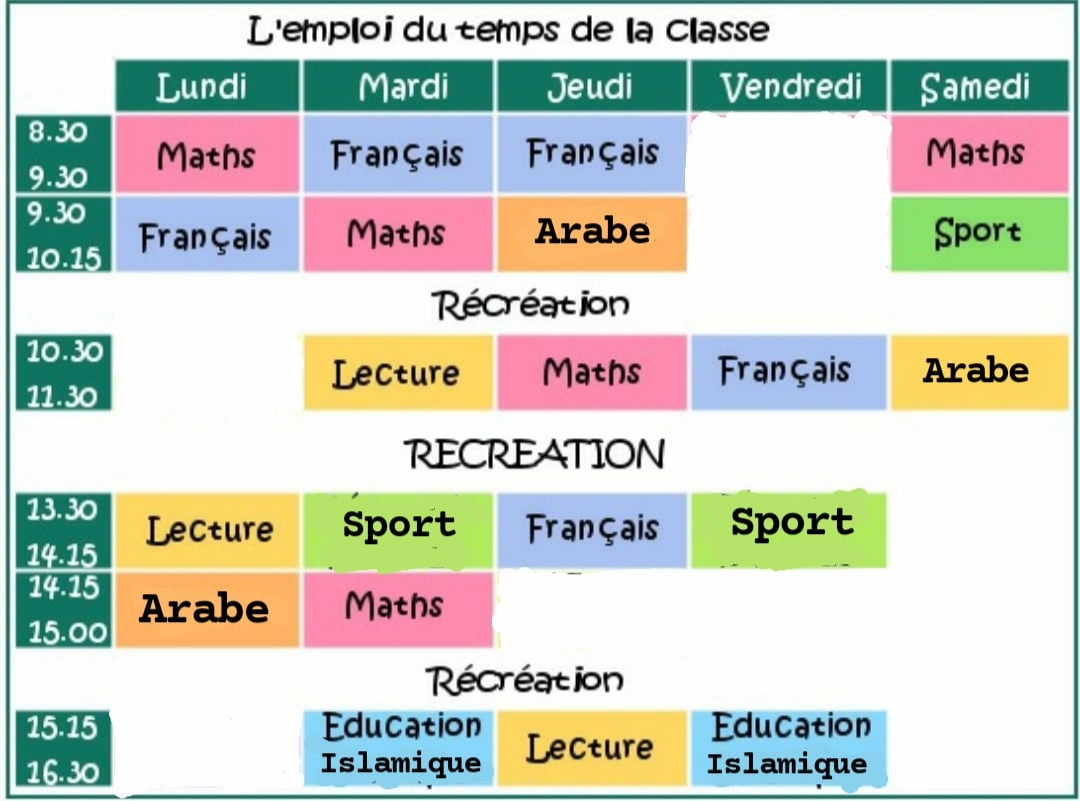 L'emploi du temps de la classe
Lundi Mardi Jeudi Vendredi Samedi
8.30 9.30 Maths Français Français Maths
9.30 10.15 Français Maths Arabe Sport
Récréation
10.30 11.30 Lecture Maths Français Arabe
RECREATION
13.30 14.15 Lecture Sport Français Sport
14.15 15.00 Arabe Maths
Récréation
15.15 16.30 Education Islamique Lecture Education Islamique